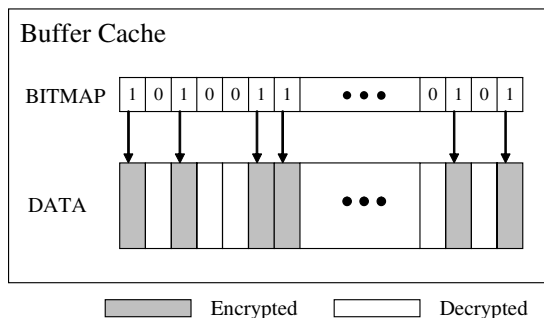 Buffer Cache
BITMAP 1 0 1 0 0 1 1 ••• 0 1 0 1
DATA •••
Encrypted Decrypted